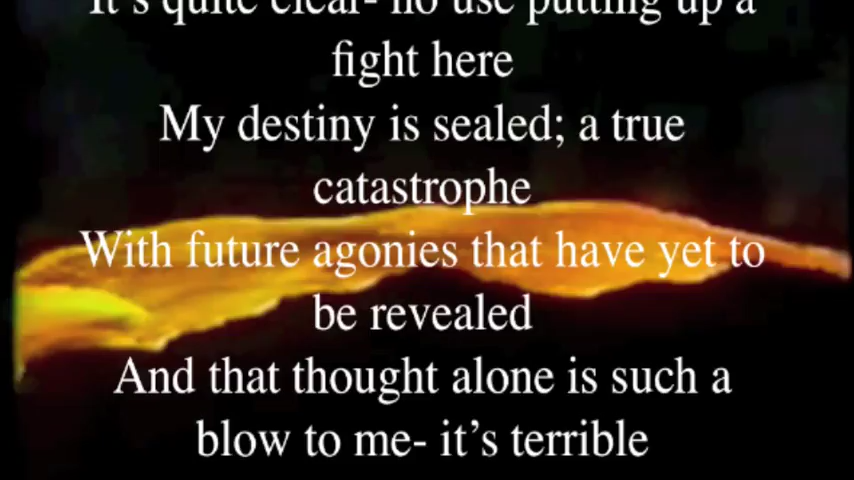 It's quite clear- no use putting up a
fight here
My destiny is sealed; a true
catastrophe
With future agonies that have yet to
be revealed
And that thought alone is such a
blow to me- it’s terrible